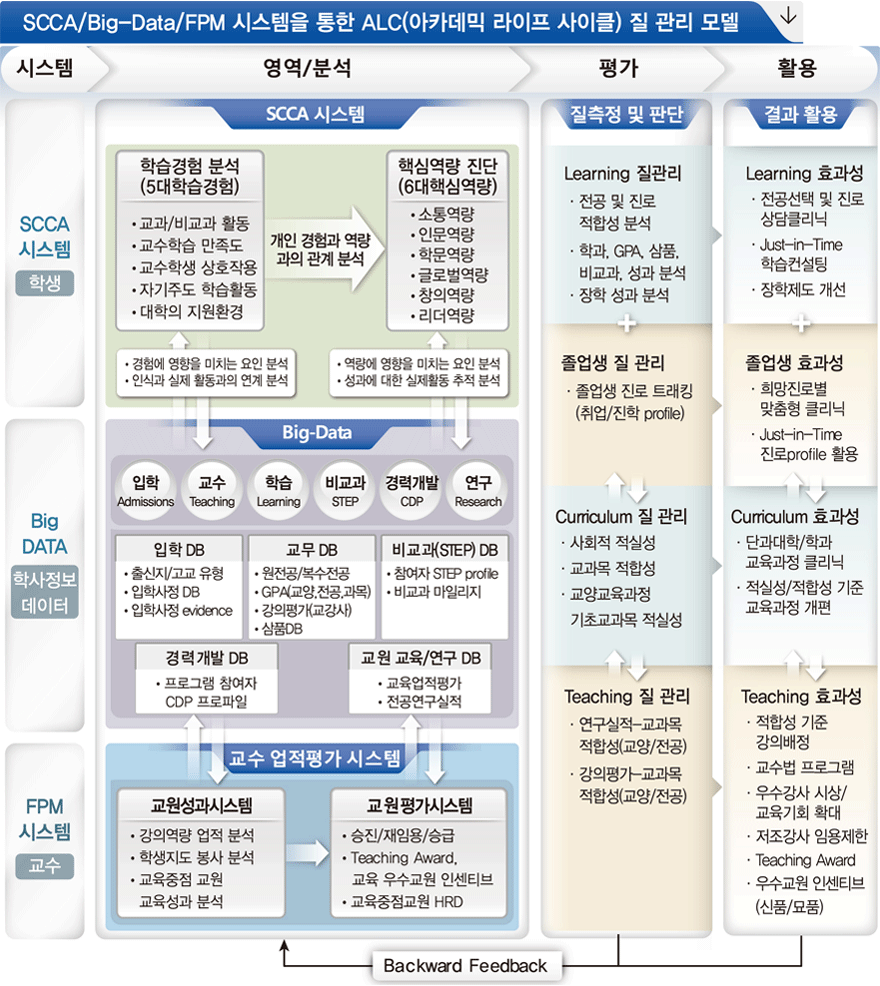 SCCA/Big-Data/FPM 시스템을 통한 ALC(아카데믹 라이프 사이클) 질 관리 모델
시스템
영역/분석
평가
활용
SCCA
시스템
학생
SCCA 시스템
학습경험 분석
(5대학습경험)
• 교과/비교과 활동
• 교수학습 만족도
• 교수학생 상호작용
• 자기주도 학습활동
• 대학의 지원환경
개인 경험과 역량
과의 관계 분석
핵심역량 진단
(6대핵심역량)
• 소통역량
• 인문역량
• 학문역량
• 글로벌역량
• 창의역량
• 리더역량
• 경험에 영향을 미치는 요인 분석
• 인식과 실제 활동과의 연계 분석
• 역량에 영향을 미치는 요인 분석
• 성과에 대한 실제활동 추적 분석
Big
DATA
학사정보
데이터
Big-Data
입학
Admissions
교수
Teaching
학습
Learning
비교과
STEP
경력개발
CDP
연구
Research
입학 DB
• 출신지/고교 유형
• 입학사정 DB
• 입학사정 evidence
교무 DB
• 원전공/복수전공
• GPA(교양,전공,과목)
• 강의평가(교강사)
• 삼품DB
비교과(STEP) DB
• 참여자 STEP profile
• 비교과 마일리지
경력개발 DB
• 프로그램 참여자
CDP 프로파일
교원 교육/연구 DB
• 교육업적평가
• 전공연구실적
FPM
시스템
교수
교수 업적평가 시스템
교원성과시스템
• 강의역량 업적 분석
• 학생지도 봉사 분석
• 교육중점 교원
교육성과 분석
교원평가시스템
• 승진/재임용/승급
• Teaching Award,
교육 우수교원 인센티브
• 교육중점교원 HRD
질측정 및 판단
Learning 질관리
· 전공 및 진로
적합성 분석
· 학과, GPA, 삼품,
비교과, 성과 분석
· 장학 성과 분석
+
졸업생 질 관리
· 졸업생 진로 트래킹
(취업/진학 profile)
Curriculum 질 관리
· 사회적 적실성
· 교과목 적합성
· 교양교육과정
기초교과목 적실성
Teaching 질 관리
· 연구실적-교과목
적합성(교양/전공)
· 강의평가-교과목
적합성(교양/전공)
결과 활용
Learning 효과성
· 전공선택 및 진로
상담클리닉
· Just-in-Time
학습컨설팅
· 장학제도 개선
+
졸업생 효과성
· 희망진로별
맞춤형 클리닉
· Just-in-Time
진로profile 활용
Curriculum 효과성
· 단과대학/학과
교육과정 클리닉
· 적실성/적합성 기준
교육과정 개편
Teaching 효과성
· 적합성 기준
강의배정
· 교수법 프로그램
· 우수강사 시상/
교육기회 확대
· 저조강사 임용제한
· Teaching Award
· 우수교원 인센티브
(신품/묘품)
Backward Feedback